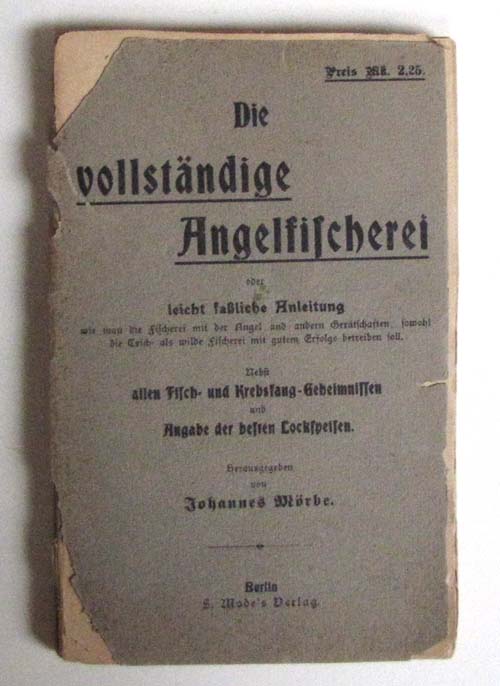 Preis Mk. 2,25.
Die
vollständige
Angelfiſcherei
oder
leicht faßliche Anleitung
wie man die Fiſcherei mit der Angel und andern Gerätſchaften, ſowohl
die Teich- als wilde Fiſcherei mit gutem Erfolge betreiben ſoll.
Nebſt
allen Fiſch- und Krebsfang-Geheimniſſen
und
Angabe der beſten Lockſpeiſen.
Herausgegeben
von
Johannes Mörbe.
Berlin
S. Mode's Verlag.